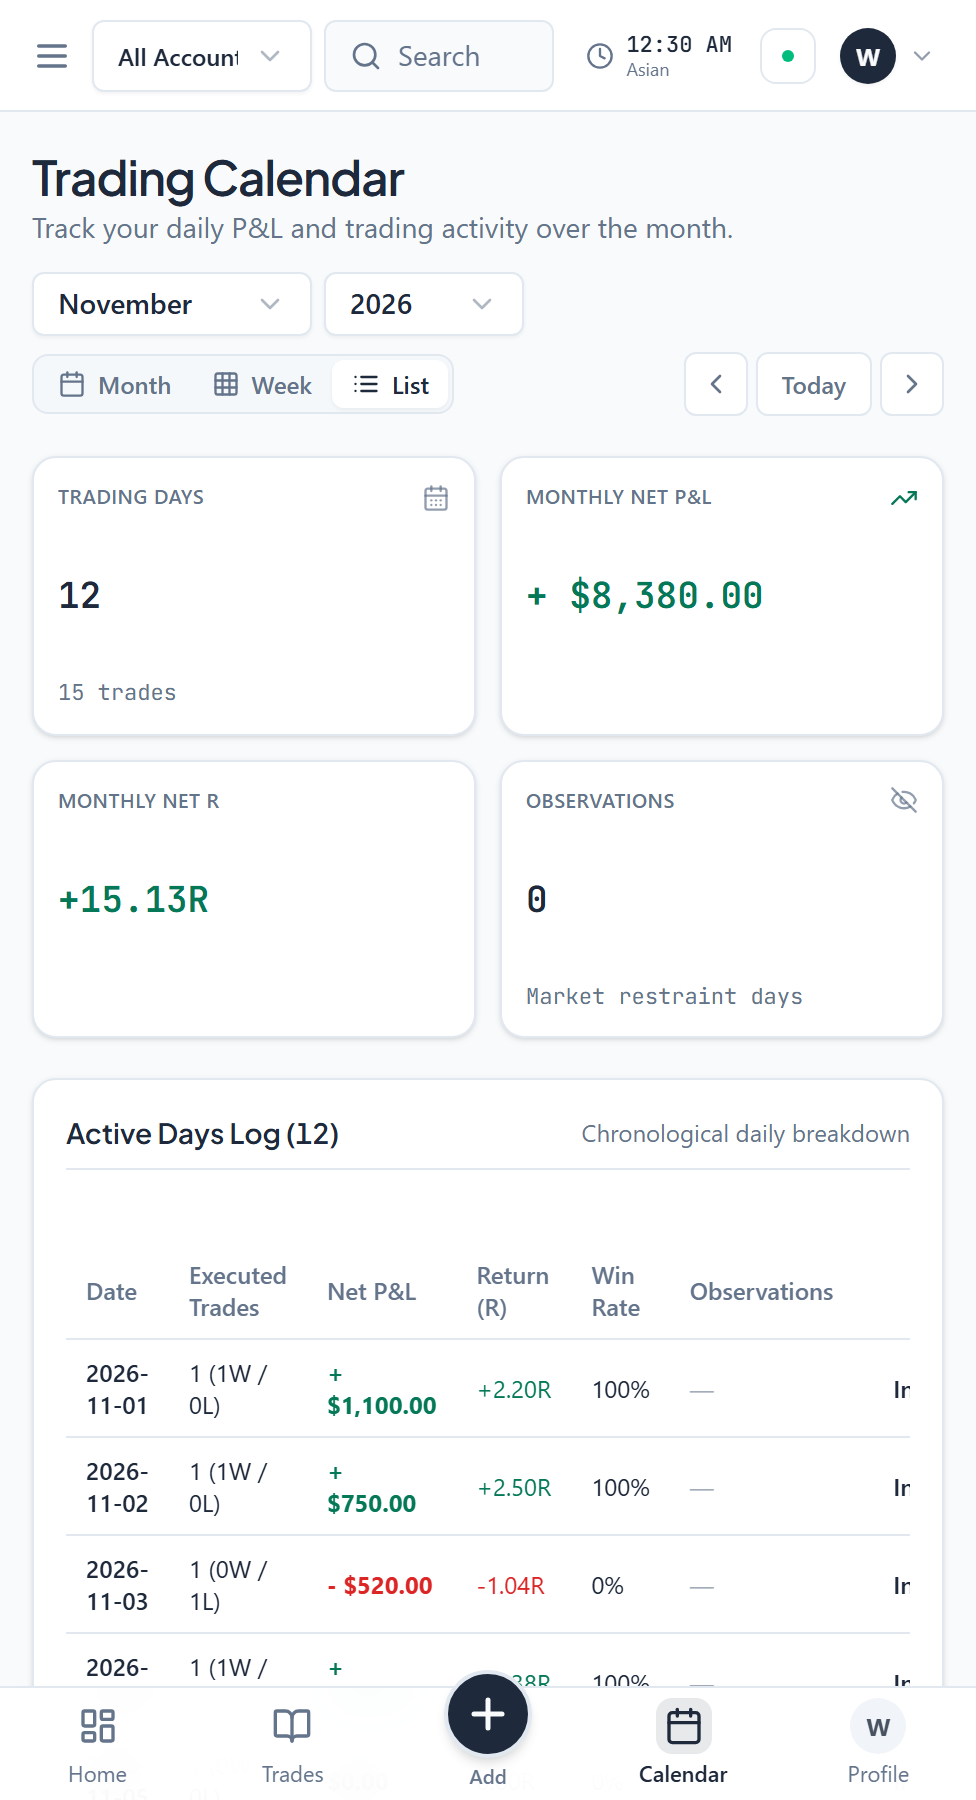 All Account
Search
12:30 AM
Asian
W
Trading Calendar
Track your daily P&L and trading activity over the month.
November
2026
Month
Week
List
Today
TRADING DAYS
12
15 trades
MONTHLY NET P&L
+ $8,380.00
MONTHLY NET R
+15.13R
OBSERVATIONS
0
Market restraint days
Active Days Log (12)
Chronological daily breakdown
Date
Executed
Trades
Net P&L
Return
(R)
Win
Rate
Observations
2026-
11-01
1 (1W /
0L)
+
$1,100.00
+2.20R
100%
—
2026-
11-02
1 (1W /
0L)
+
$750.00
+2.50R
100%
—
2026-
11-03
1 (0W /
1L)
- $520.00
-1.04R
0%
—
2026-
1 (1W /
+
38R
100%
Home
Trades
Add
Calendar
W
Profile